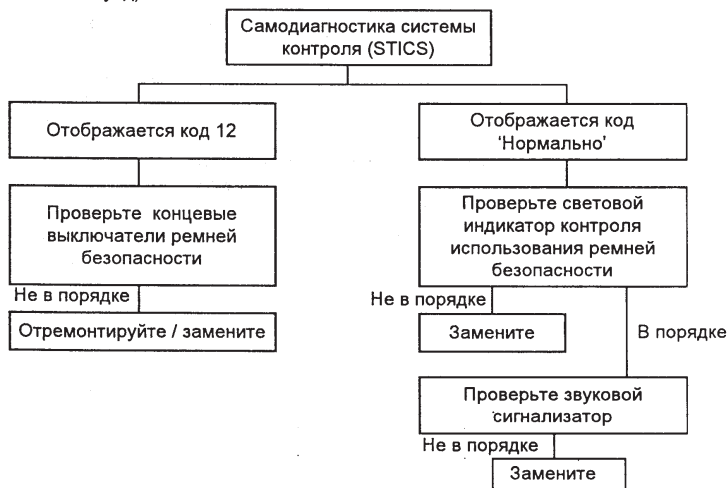 Самодиагностика системы
контроля (STICS)
Отображается код 12
Отображается код
‘Нормально’
Проверьте концевые
выключатели ремней
безопасности
Проверьте световой
индикатор контроля
использования ремней
безопасности
Не в порядке
Не в порядке
Отремонтируйте / замените
Замените
В порядке
Проверьте звуковой
сигнализатор
Не в порядке
Замените